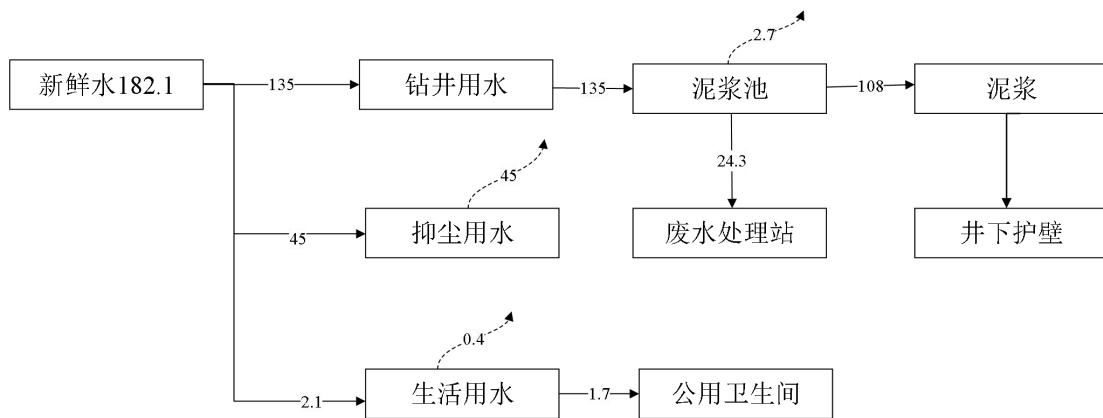 2.7
新鲜水182.1
135
钻井用水
135
泥浆池
108
泥浆
45
24.3
45
抑尘用水
废水处理站
井下护壁
0.4
2.1
生活用水
1.7
公用卫生间